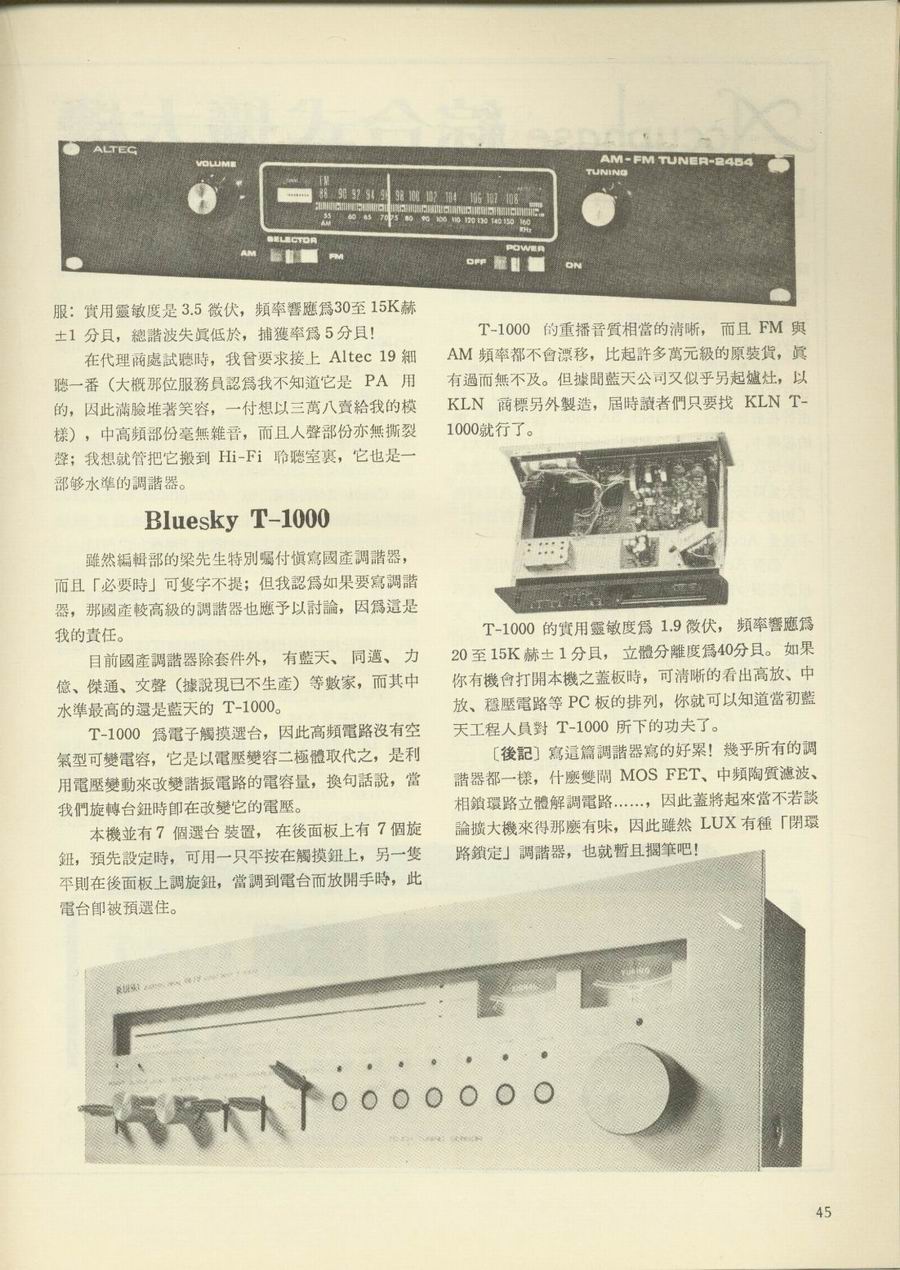 ALTEC
AM-FM TUNER-2454
VOLUME
TUNING
FM
88 90 92 94 96 98 100 102 104 106 107 108
55 60 65 70 75 80 90 100 110 120 130 140 150 160
AM
KHz
SELECTOR
AM
FM
POWER
OFF
ON
服：實用靈敏度是 3.5 微伏，頻率響應爲30至 15K赫
±1 分貝，總諧波失眞低於，捕獲率爲 5 分貝！
在代理商處試聽時，我曾要求接上 Altec 19 細
聽一番（大槪那位服務員認爲我不知道它是 PA 用
的，因此滿臉堆著笑容，一付想以三萬八賣給我的模
樣），中高頻部份毫無雜音，而且人聲部份亦無撕裂
聲；我想就管把它搬到 Hi-Fi 聆聽室裏，它也是一
部够水準的調諧器。
Bluesky T-1000
雖然編輯部的梁先生特別囑付愼寫國產調諧器，
而且「必要時」可隻字不提；但我認爲如果要寫調諧
器，那國產較高級的調諧器也應予以討論，因爲這是
我的責任。
目前國產調諧器除套件外，有藍天、同邁、力
億、傑通、文聲（據說現已不生產）等數家，而其中
水準最高的還是藍天的 T-1000。
T-1000 爲電子觸摸選台，因此高頻電路沒有空
氣型可變電容，它是以電壓變容二極體取代之，是利
用電壓變動來改變諧振電路的電容量，換句話說，當
我們旋轉台鈕時卽在改變它的電壓。
本機並有 7 個選台裝置，在後面板上有 7 個旋
鈕，預先設定時，可用一只平按在觸摸鈕上，另一隻
平則在後面板上調旋鈕，當調到電台而放開手時，此
電台卽被預選住。
T-1000 的重播音質相當的清晰，而且 FM 與
AM 頻率都不會漂移，比起許多萬元級的原裝貨，眞
有過而無不及。但據聞藍天公司又似乎另起爐灶，以
KLN 商標另外製造，屆時讀者們只要找 KLN T-
1000就行了。
T-1000 的實用靈敏度爲 1.9 微伏，頻率響應爲
20 至 15K 赫± 1 分貝，立體分離度爲40分貝。如果
你有機會打開本機之蓋板時，可清晰的看出高放、中
放、穩壓電路等 PC 板的排列，你就可以知道當初藍
天工程人員對 T-1000 所下的功夫了。
〔後記〕寫這篇調諧器寫的好累！幾乎所有的調
諧器都一樣，什麼雙閘 MOS FET、中頻陶質濾波、
相鎖環路立體解調電路……，因此蓋將起來當不若談
論擴大機來得那麼有味，因此雖然 LUX 有種「閉環
路鎖定」調諧器，也就暫且擱筆吧！
SIGNAL
TUNING
TOUCH TUNING SENSOR
45